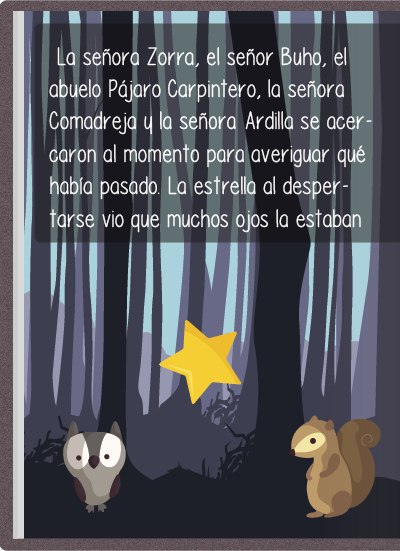 La señora Zorra, el señor Buho, el
abuelo Pájaro Carpintero, la señora
Comadreja y la señora Ardilla se acer-
caron al momento para averiguar qué
había pasado. La estrella al desper-
tarse vio que muchos ojos la estaban